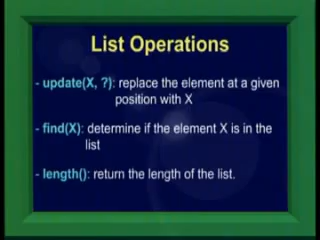 List Operations
- update(X, ?): replace the element at a given
position with X
- find(X): determine if the element X is in the
list
- length(): return the length of the list.